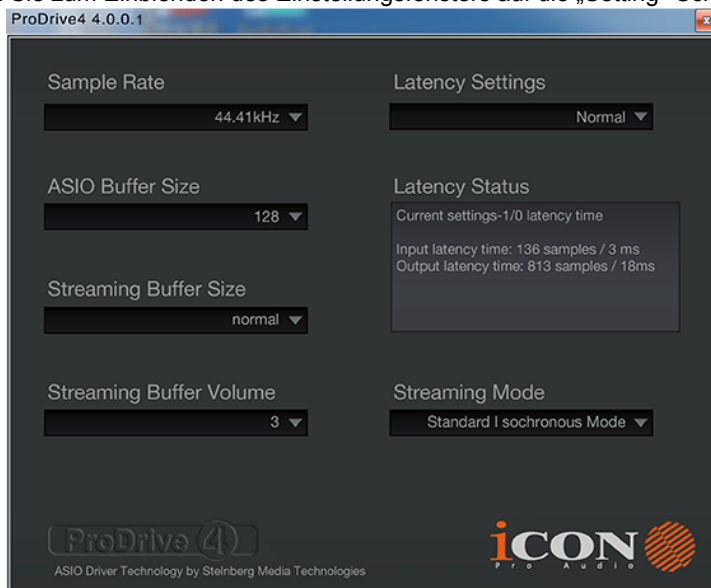 Sie zum Einblenden des Einstellungsfensters auf die „Setting“
ProDrive4 4.0.0.1
Sample Rate
44.41kHz
Latency Settings
Normal
ASIO Buffer Size
128
Latency Status
Current settings-1/0 latency time
Input latency time: 136 samples / 3 ms
Output latency time: 813 samples / 18ms
Streaming Buffer Size
normal
Streaming Buffer Volume
3
Streaming Mode
Standard I sochronous Mode
ProDrive 4
ASIO Driver Technology by Steinberg Media Technologies
iCON
Pro Audio